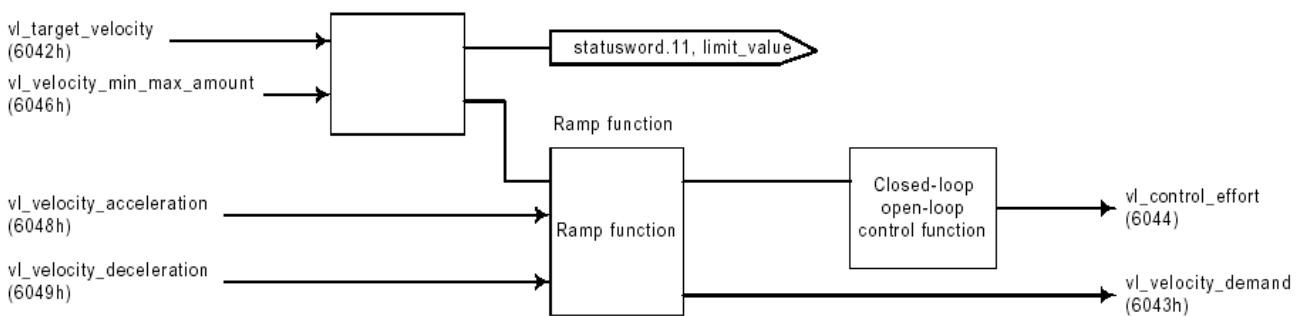 vl_target_velocity
(6042h)
statusword.11, limit_value
vl_velocity_min_max_amount
(6046h)
Ramp function
vl_velocity_acceleration
(6048h)
Ramp function
Closed-loop
open-loop
control function
vl_control_effort
(6044)
vl_velocity_deceleration
(6049h)
vl_velocity_demand
(6043h)